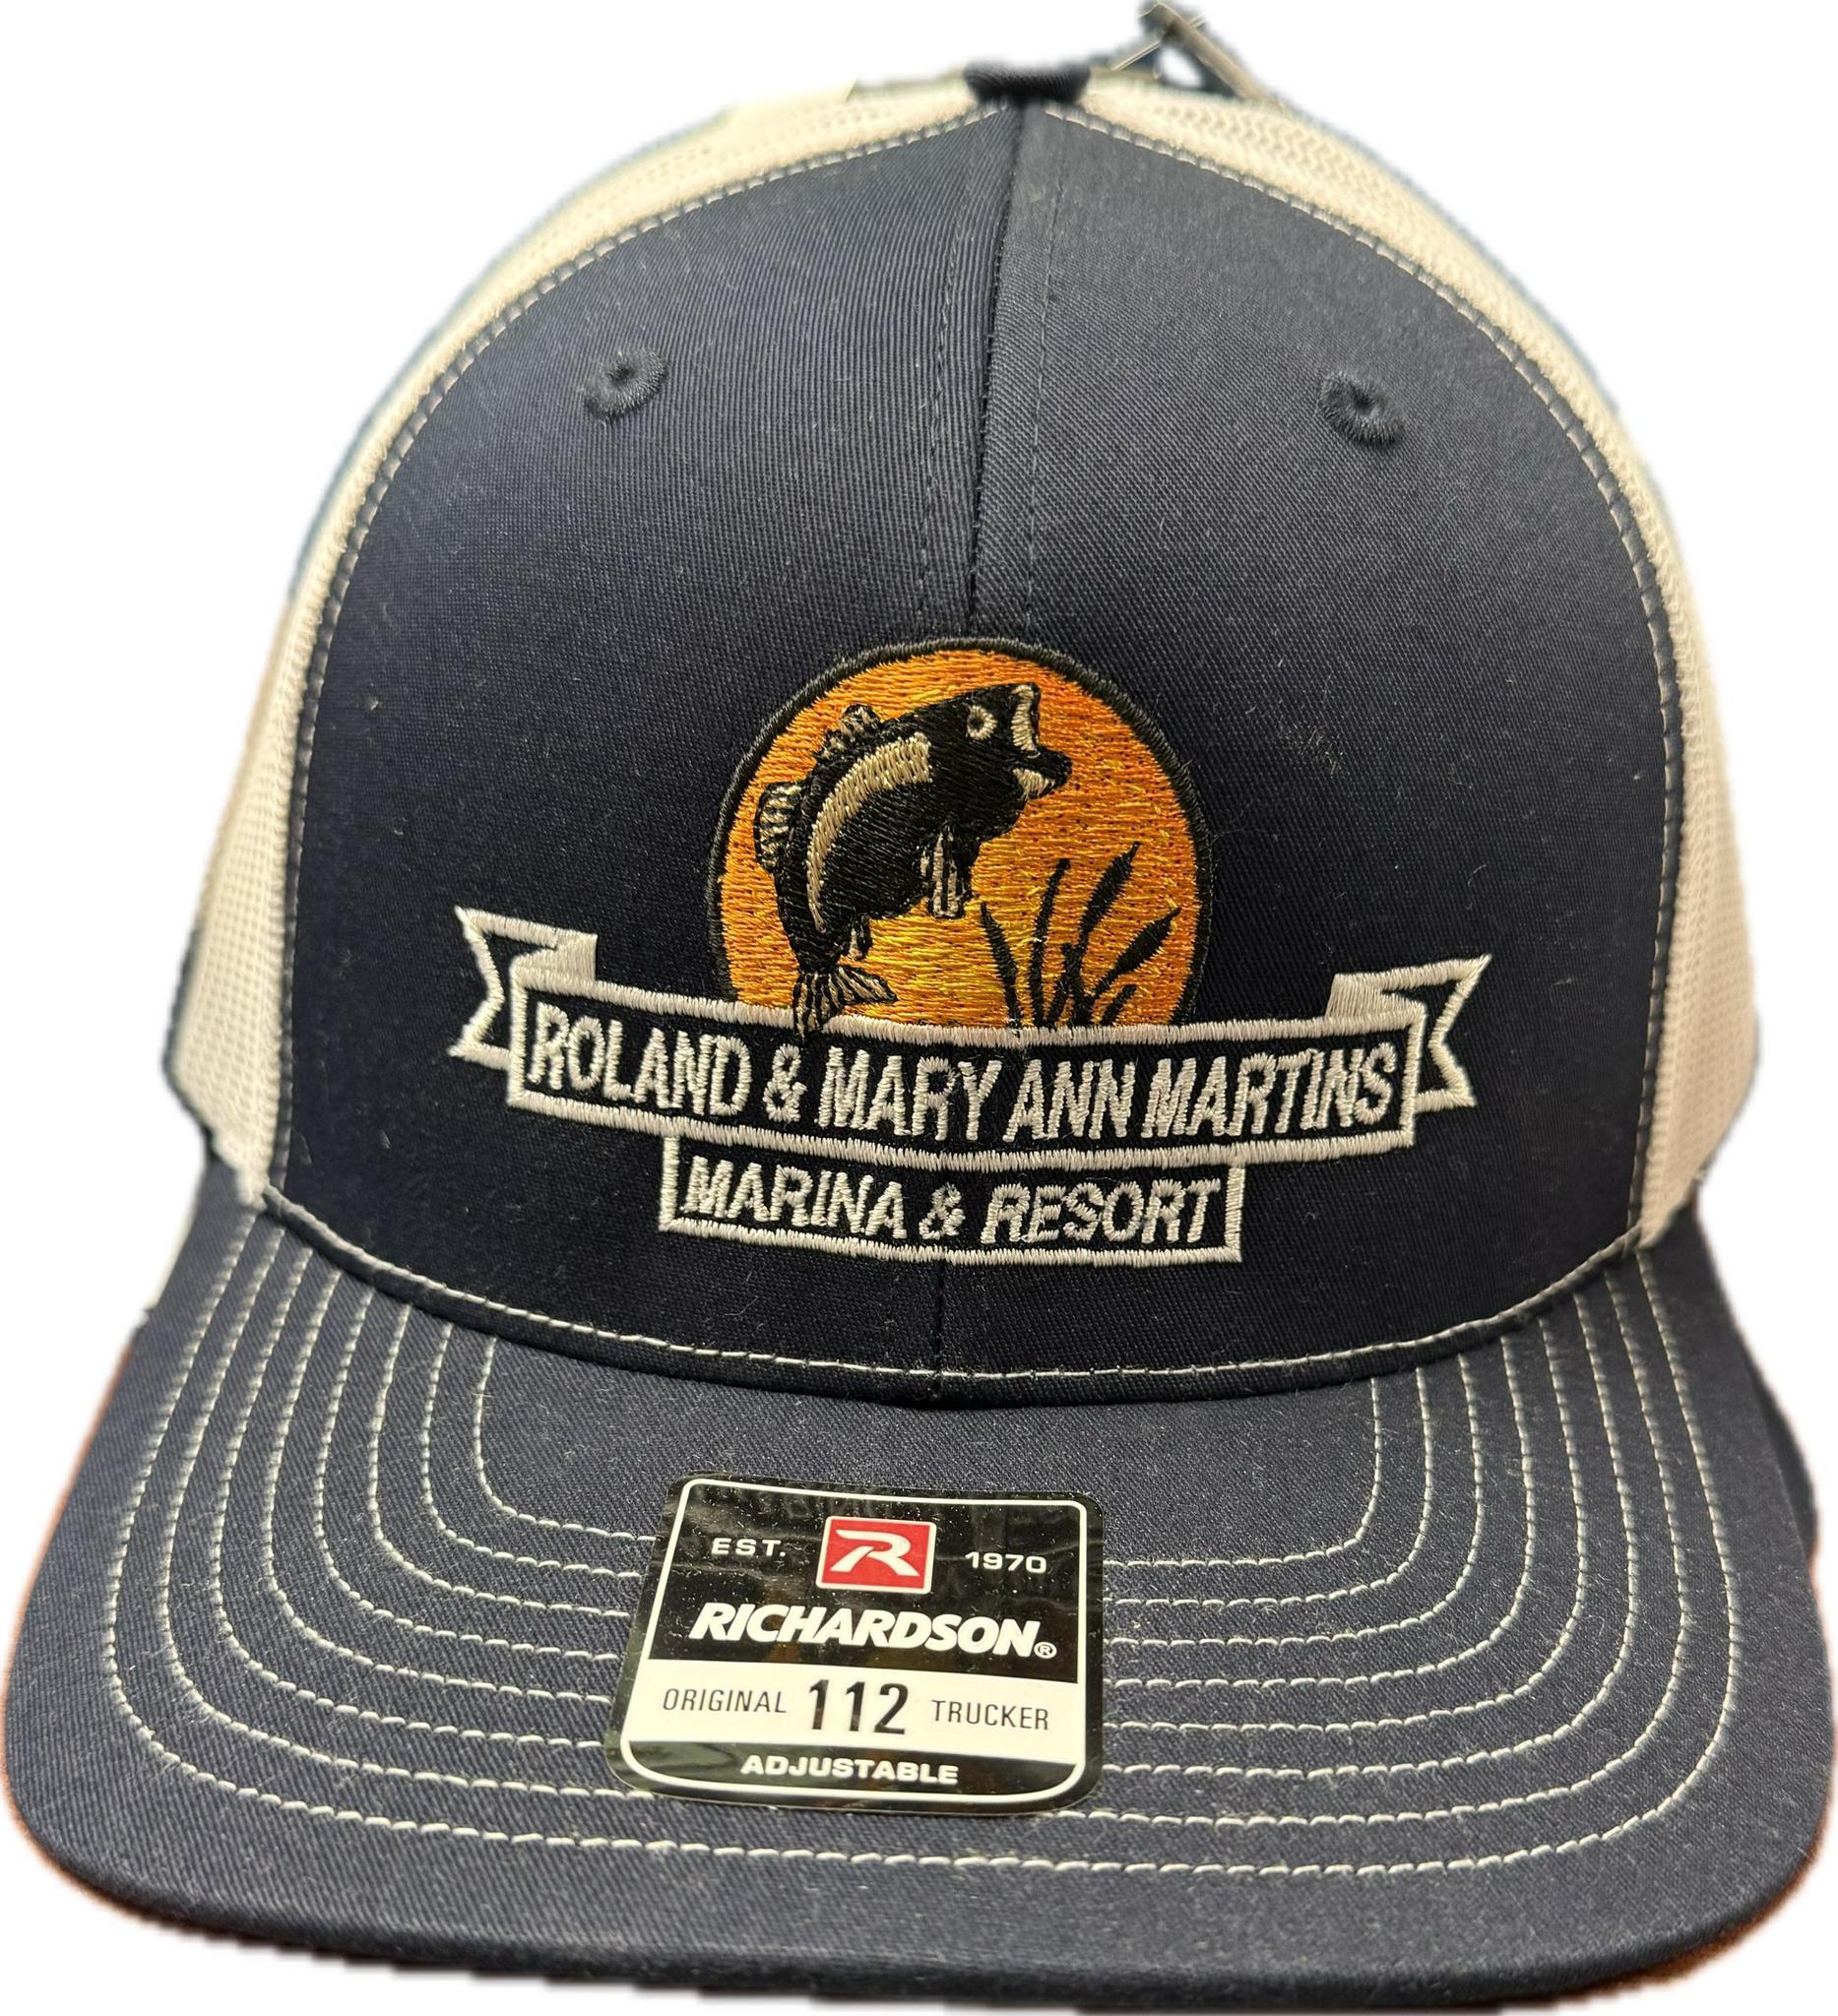 ROLAND & MARY ANN MARTINS
MARINA & RESORT
EST. R 1970
RICHARDSON®
ORIGINAL 112 TRUCKER
ADJUSTABLE